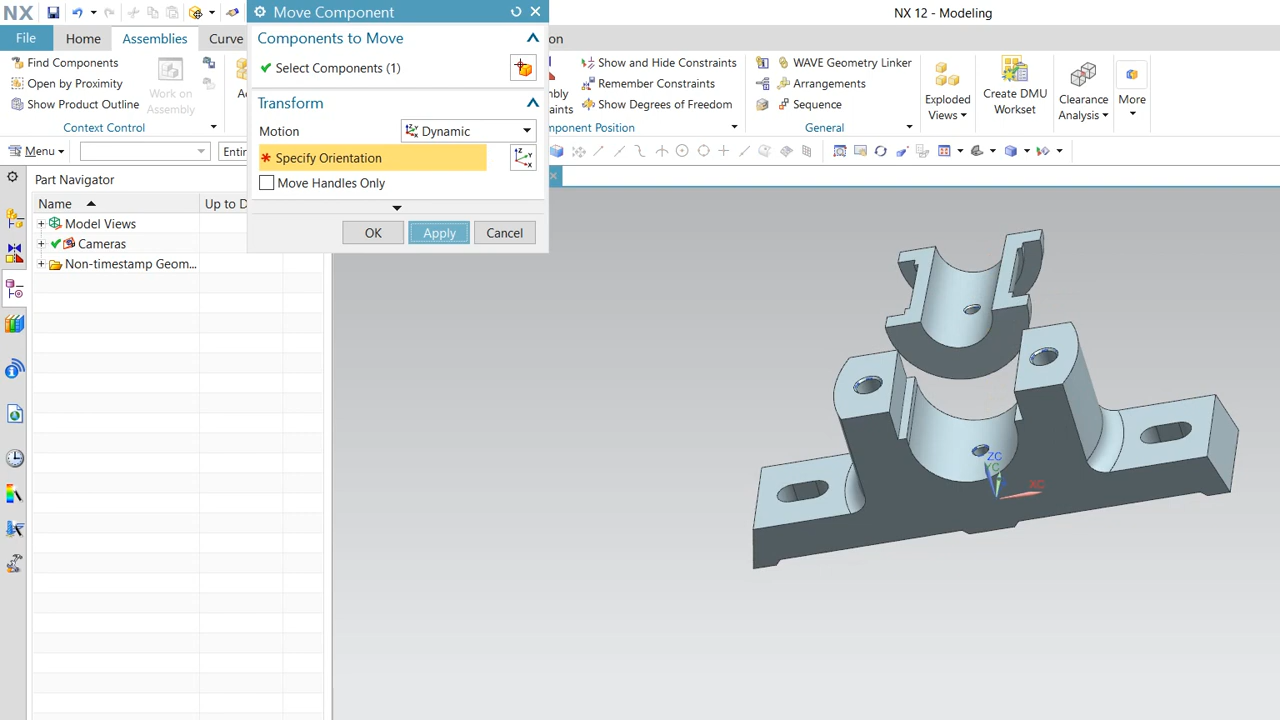 NX
Move Component
NX 12 - Modeling
File
Home
Assemblies
Curve
on
Components to Move
Select Components (1)
Transform
Motion
Dynamic
* Specify Orientation
Move Handles Only
OK
Apply
Cancel
Find Components
Open by Proximity
Show Product Outline
Work on
Assembly
Context Control
Show and Hide Constraints
Remember Constraints
Show Degrees of Freedom
mponent Position
WAVE Geometry Linker
Arrangements
Sequence
General
Exploded
Views
Create DMU
Workset
Clearance
Analysis
More
Menu
Entir
Part Navigator
Name
Up to D
Model Views
Cameras
Non-timestamp Geom...
ZC
YC
XC